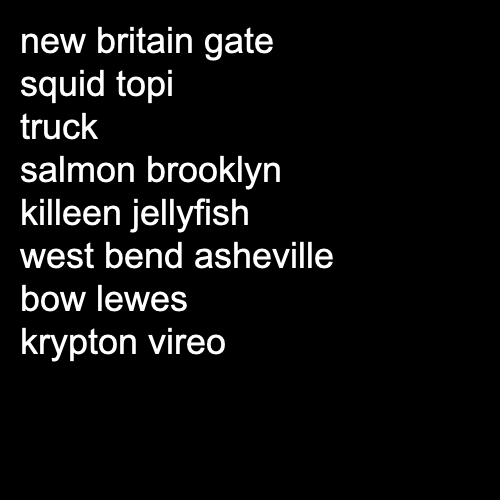 new britain gate
squid topi
truck
salmon brooklyn
killeen jellyfish
west bend asheville
bow lewes
krypton vireo